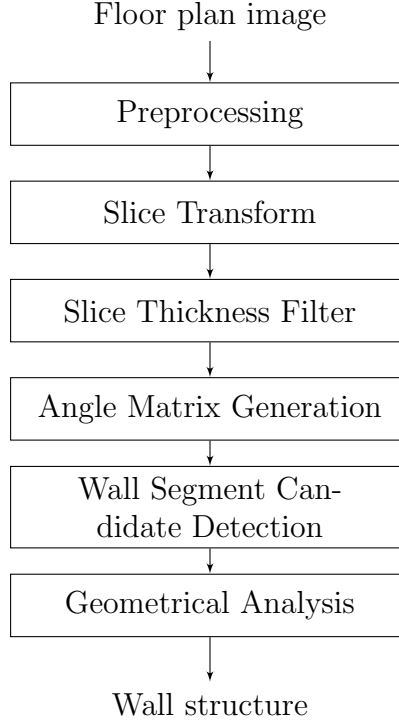 Floor plan image
Preprocessing
Slice Transform
Slice Thickness Filter
Angle Matrix Generation
Wall Segment Can-
didate Detection
Geometrical Analysis
Wall structure